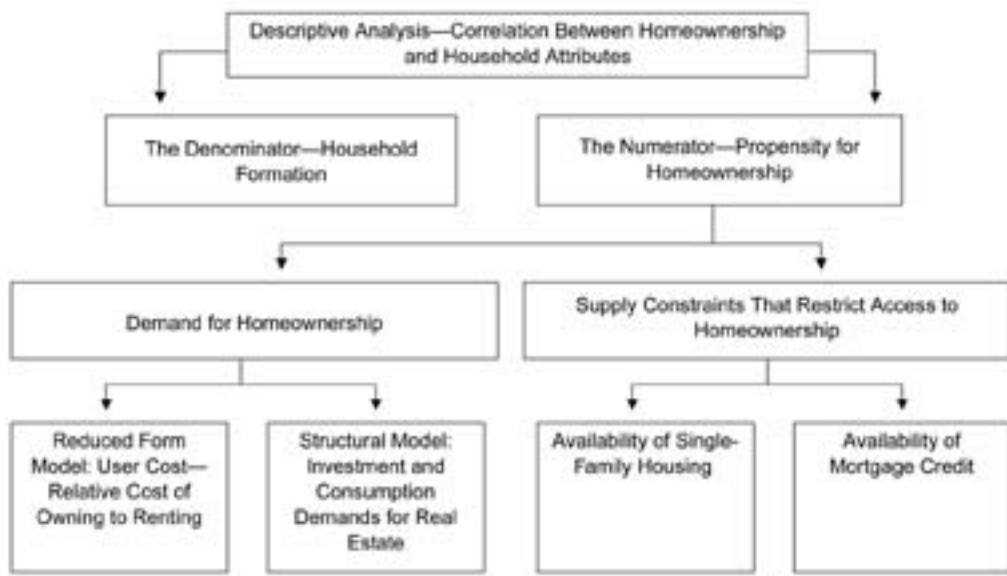 Descriptive Analysis—Correlation Between Homeownership
and Household Attributes
The Denominator—Household
Formation
The Numerator—Propensity for
Homeownership
Demand for Homeownership
Supply Constraints That Restrict Access to
Homeownership
Reduced Form
Model: User Cost—
Relative Cost of
Owning to Renting
Structural Model:
Investment and
Consumption
Demands for Real
Estate
Availability of Single-
Family Housing
Availability of
Mortgage Credit